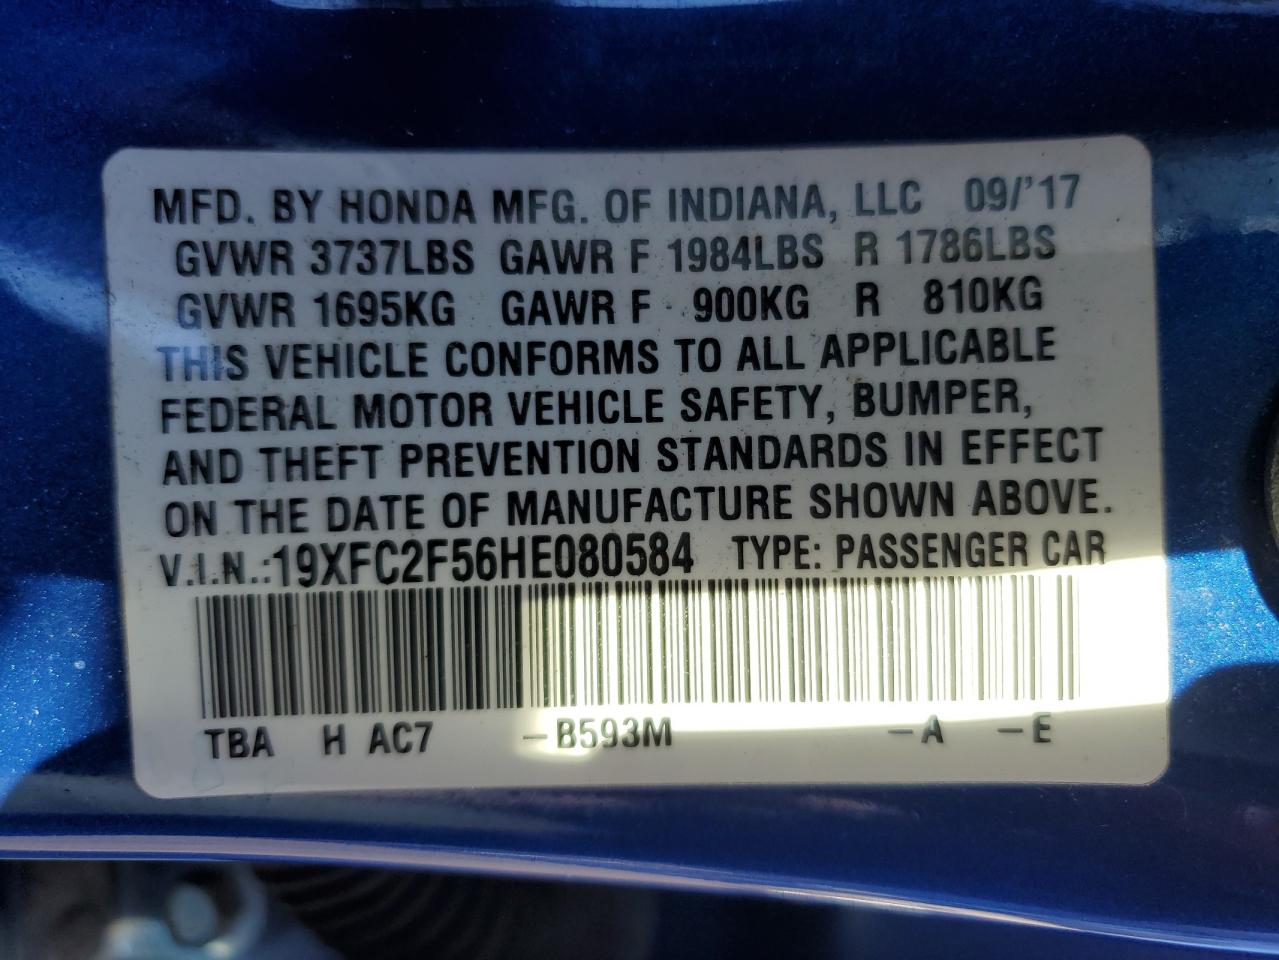 MFD. BY HONDA MFG. OF INDIANA, LLC 09/'17
GVWR 3737LBS GAWR F 1984LBS R 1786LBS
GVWR 1695KG GAWR F 900KG R 810KG
THIS VEHICLE CONFORMS TO ALL APPLICABLE
FEDERAL MOTOR VEHICLE SAFETY, BUMPER,
AND THEFT PREVENTION STANDARDS IN EFFECT
ON THE DATE OF MANUFACTURE SHOWN ABOVE.
V.I.N.:19XFC2F56HE080584 TYPE: PASSENGER CAR
TBA H AC7 –B593M –A –E